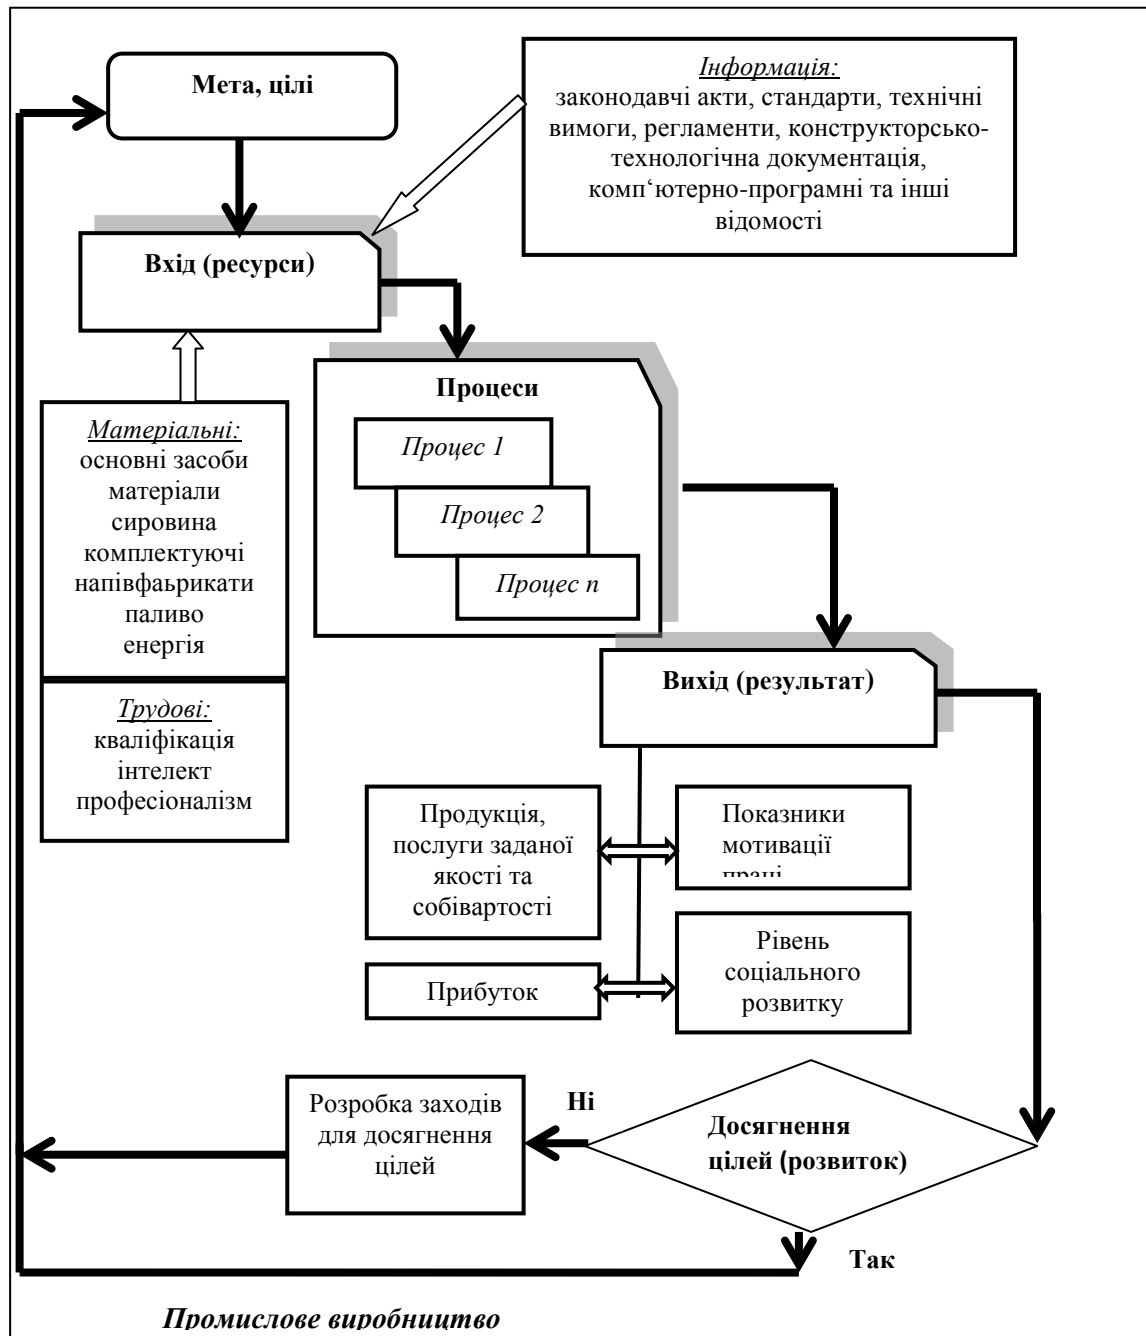 Мета, цілі
Інформація:
законодавчі акти, стандарти, технічні
вимоги, регламенти, конструкторсько-
технологічна документація,
комп‘ютерно-програмні та інші
відомості
Вхід (ресурси)
Процеси
Процес 1
Процес 2
Процес n
Матеріальні:
основні засоби
матеріали
сировина
комплектуючі
напівфаьрикати
паливо
енергія
Трудові:
кваліфікація
інтелект
професіоналізм
Вихід (результат)
Продукція,
послуги заданої
якості та
собівартості
Показники
мотивації
праці
Прибуток
Рівень
соціального
розвитку
Розробка заходів
для досягнення
цілей
Ні
Досягнення
цілей (розвиток)
Так
Промислове виробництво